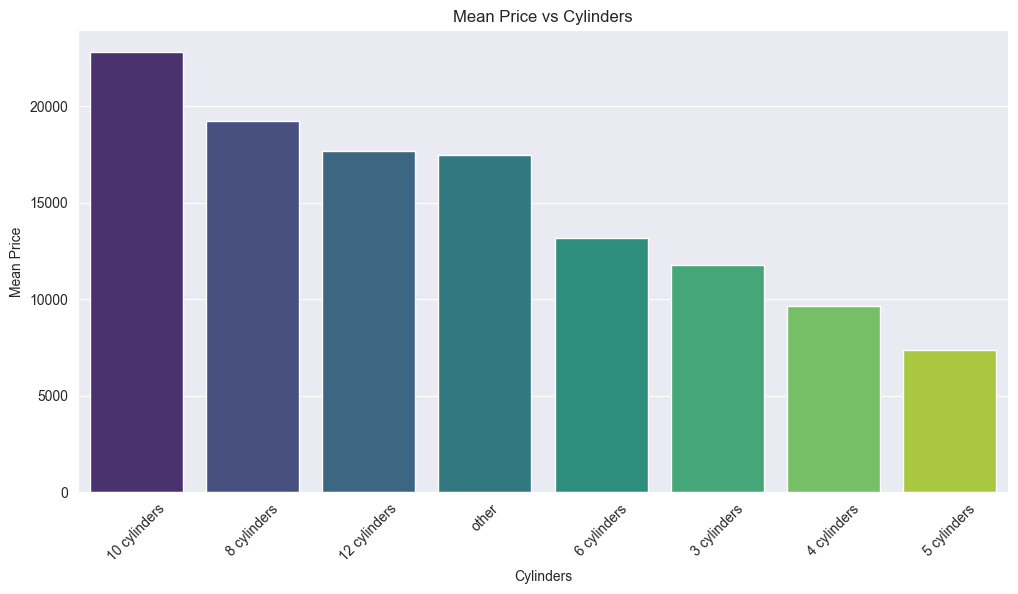 Mean Price vs Cylinders
Mean Price
20000
15000
10000
5000
0
10 cylinders
8 cylinders
12 cylinders
other
6 cylinders
3 cylinders
4 cylinders
5 cylinders
Cylinders